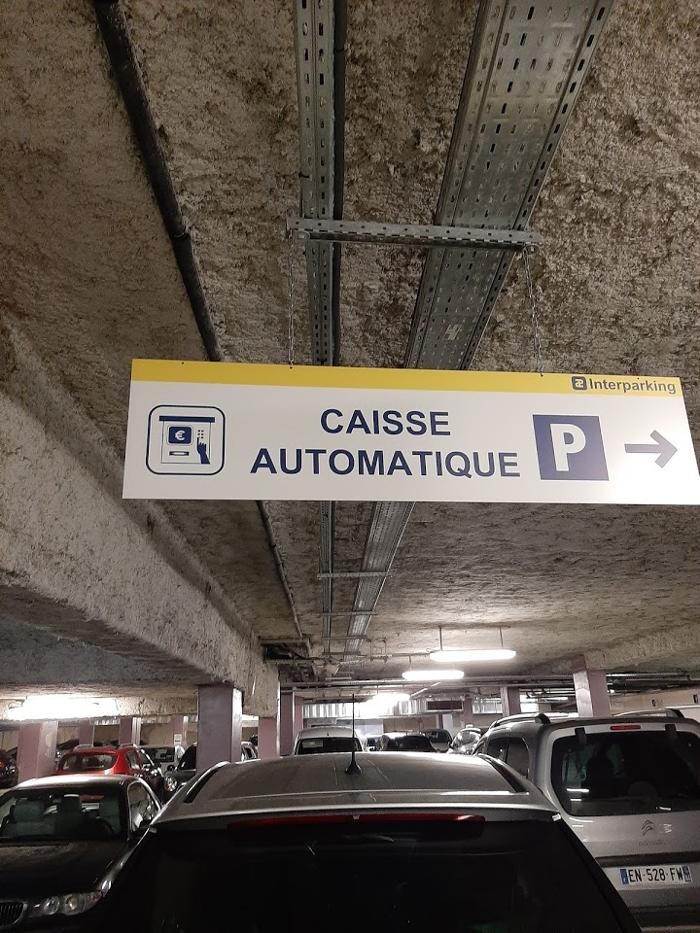 Interparking
CAISSE
AUTOMATIQUE
P
€
EN-528-FW